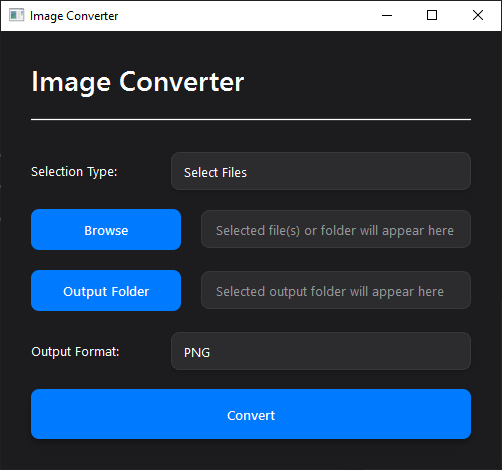 Image Converter
Image Converter
Selection Type: Select Files
Browse Selected file(s) or folder will appear here
Output Folder Selected output folder will appear here
Output Format: PNG
Convert